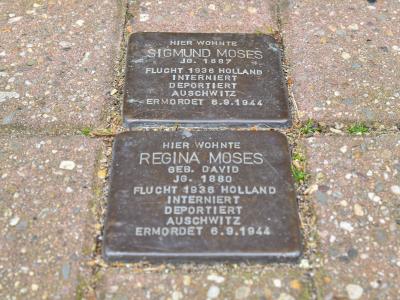 HIER WOHNTE
SIGMUND MOSES
JG. 1887
FLUCHT 1936 HOLLAND
INTERNIERT
DEPORTIERT
AUSCHWITZ
ERMORDET 6.9.1944
HIER WOHNTE
REGINA MOSES
GEB. DAVID
JG. 1880
FLUCHT 1936 HOLLAND
INTERNIERT
DEPORTIERT
AUSCHWITZ
ERMORDET 6.9.1944